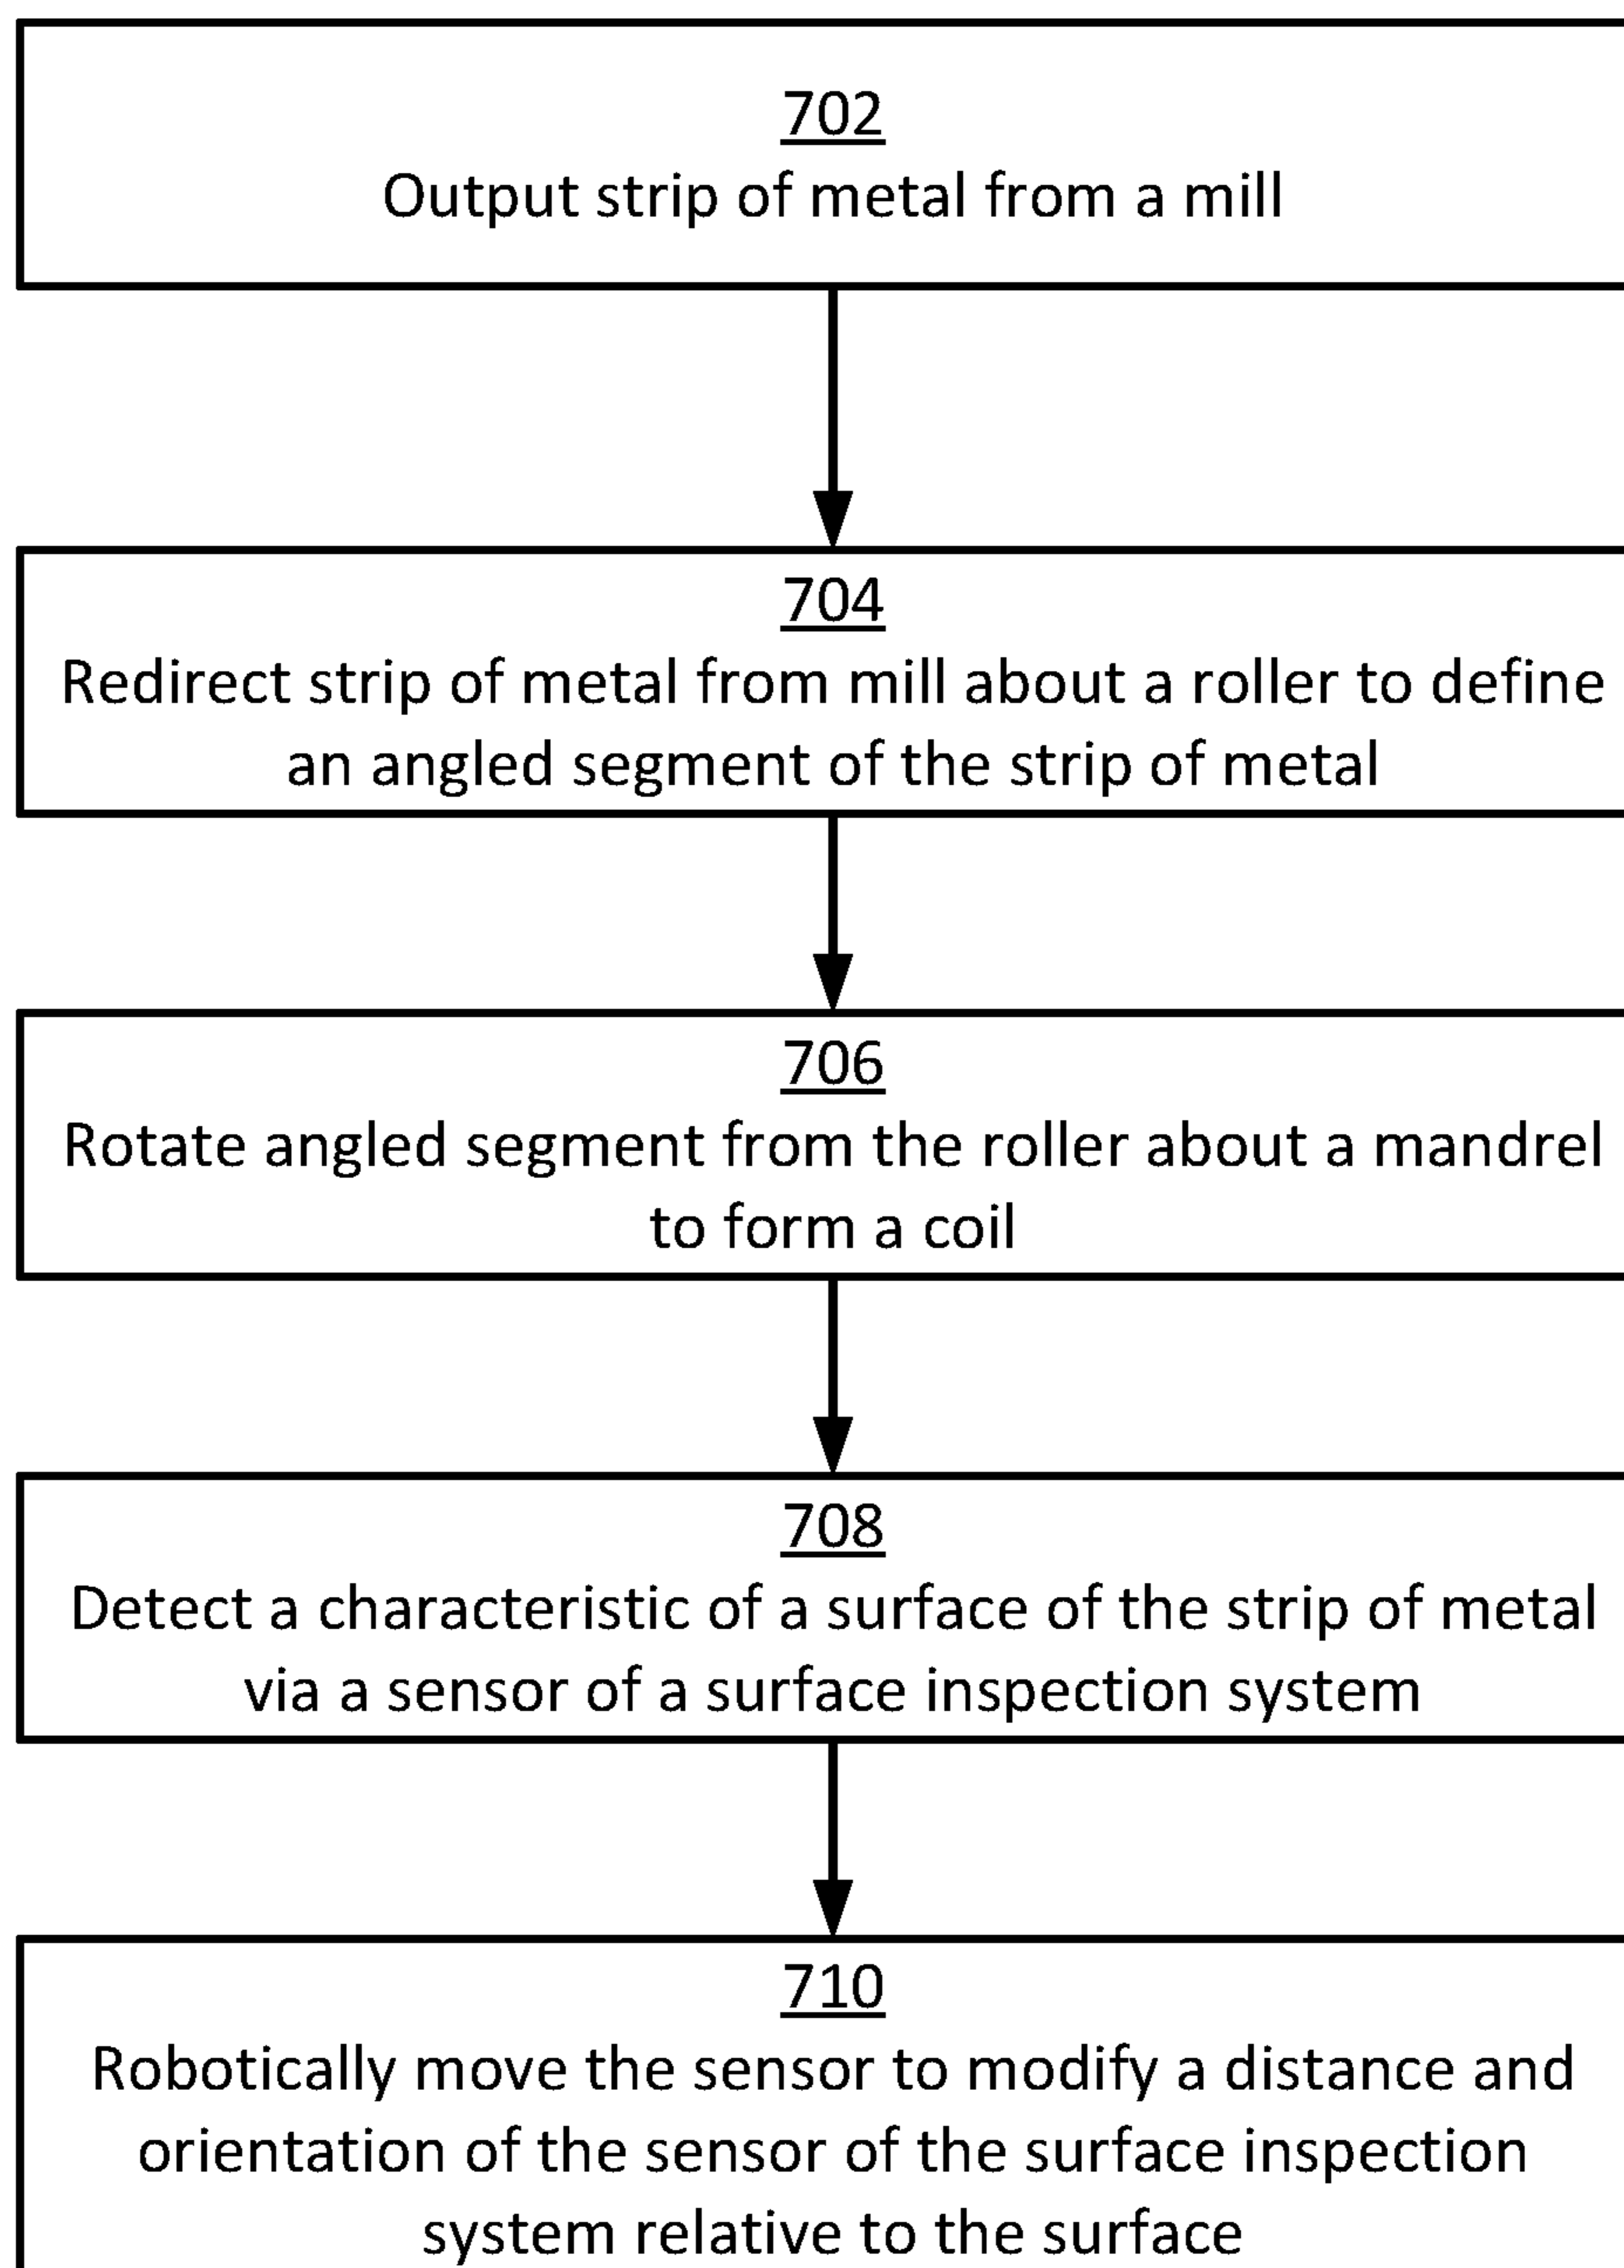 702
Output strip of metal from a mill
704
Redirect strip of metal from mill about a roller to define
an angled segment of the strip of metal
706
Rotate angled segment from the roller about a mandrel
to form a coil
708
Detect a characteristic of a surface of the strip of metal
via a sensor of a surface inspection system
710
Robotically move the sensor to modify a distance and
orientation of the sensor of the surface inspection
system relative to the surface